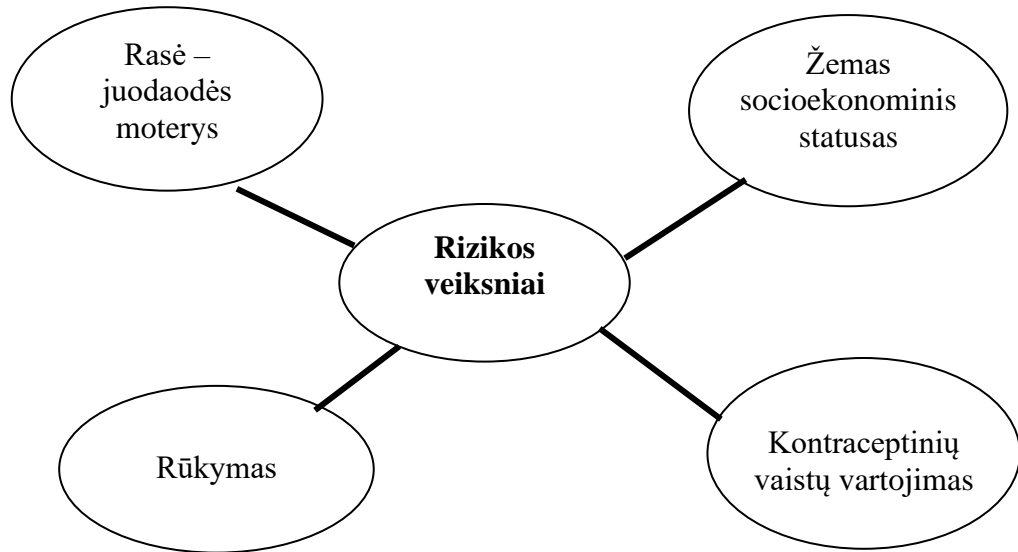 Rasė –
juodaodės
moterys
Žemas
socioekonominis
statusas
Rizikos
veiksniai
Rūkymas
Kontraceptinių
vaistų vartojimas